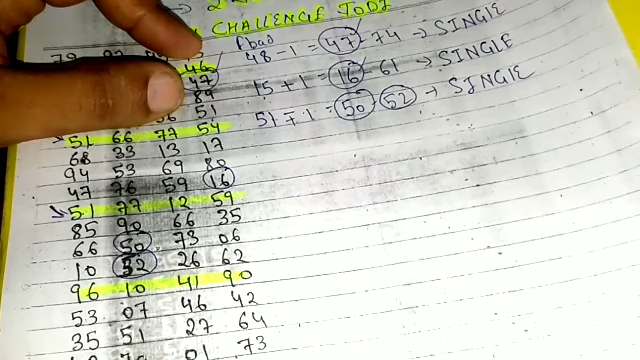 CHALLENGE JODI
Fbad
48 - 1 = 47 - 74 → SINGLE
46
47
15 + 1 = 16 - 61 → SINGLE
89
51
51 ∓ 1 = 50 - 52 → SINGLE
51 66 77 54
68 33 13 17
94 53 69 80
47 76 59 16
51 77 12 59
85 90 66 35
66 50 73 06
10 52 26 62
96 10 41 90
53 07 46 42
35 51 27 64
01 73